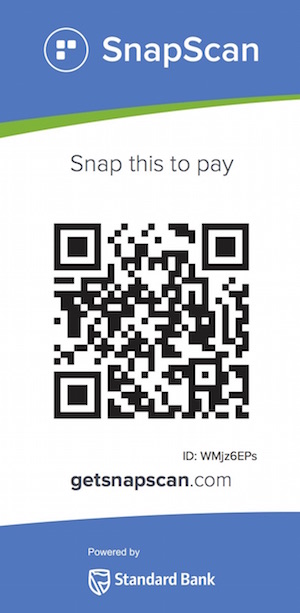 SnapScan
Snap this to pay
ID: WMjz6EPs
getsnapscan.com
Powered by
Standard Bank